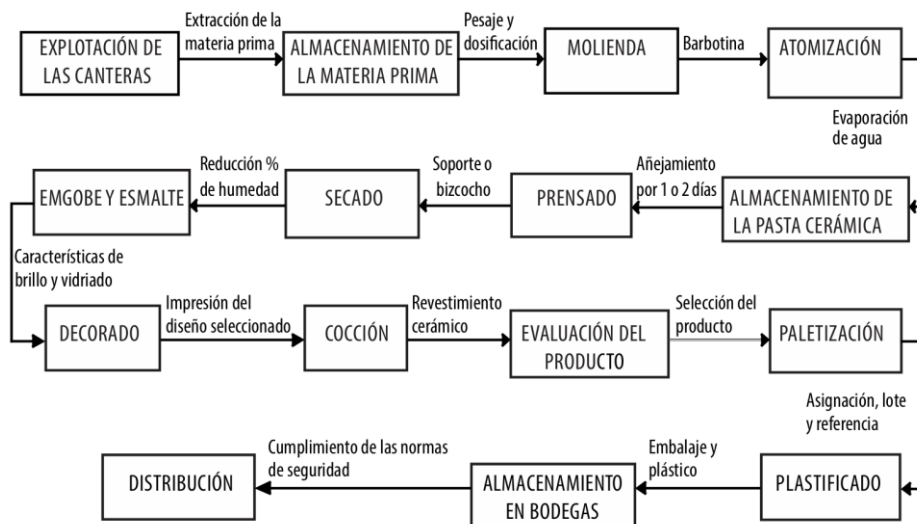 EXPLOTACIÓN DE
LAS CANTERAS
Extracción de la
materia prima
ALMACENAMIENTO DE
LA MATERIA PRIMA
Pesaje y
dosificación
MOLIENDA
Barbotina
ATOMIZACIÓN
Evaporación
de agua
ALMACENAMIENTO DE
LA PASTA CERÁMICA
Añejamiento
por 1 o 2 días
PRENSADO
Soporte o
bizcocho
SECADO
Reducción %
de humedad
EMGOBE Y ESMALTE
Características de
brillo y vidriado
DECORADO
Impresión del
diseño seleccionado
COCCIÓN
Revestimiento
cerámico
EVALUACIÓN DEL
PRODUCTO
Selección del
producto
PALETIZACIÓN
Asignación, lote
y referencia
PLASTIFICADO
Embalaje y
plástico
ALMACENAMIENTO
EN BODEGAS
Cumplimiento de las normas
de seguridad
DISTRIBUCIÓN